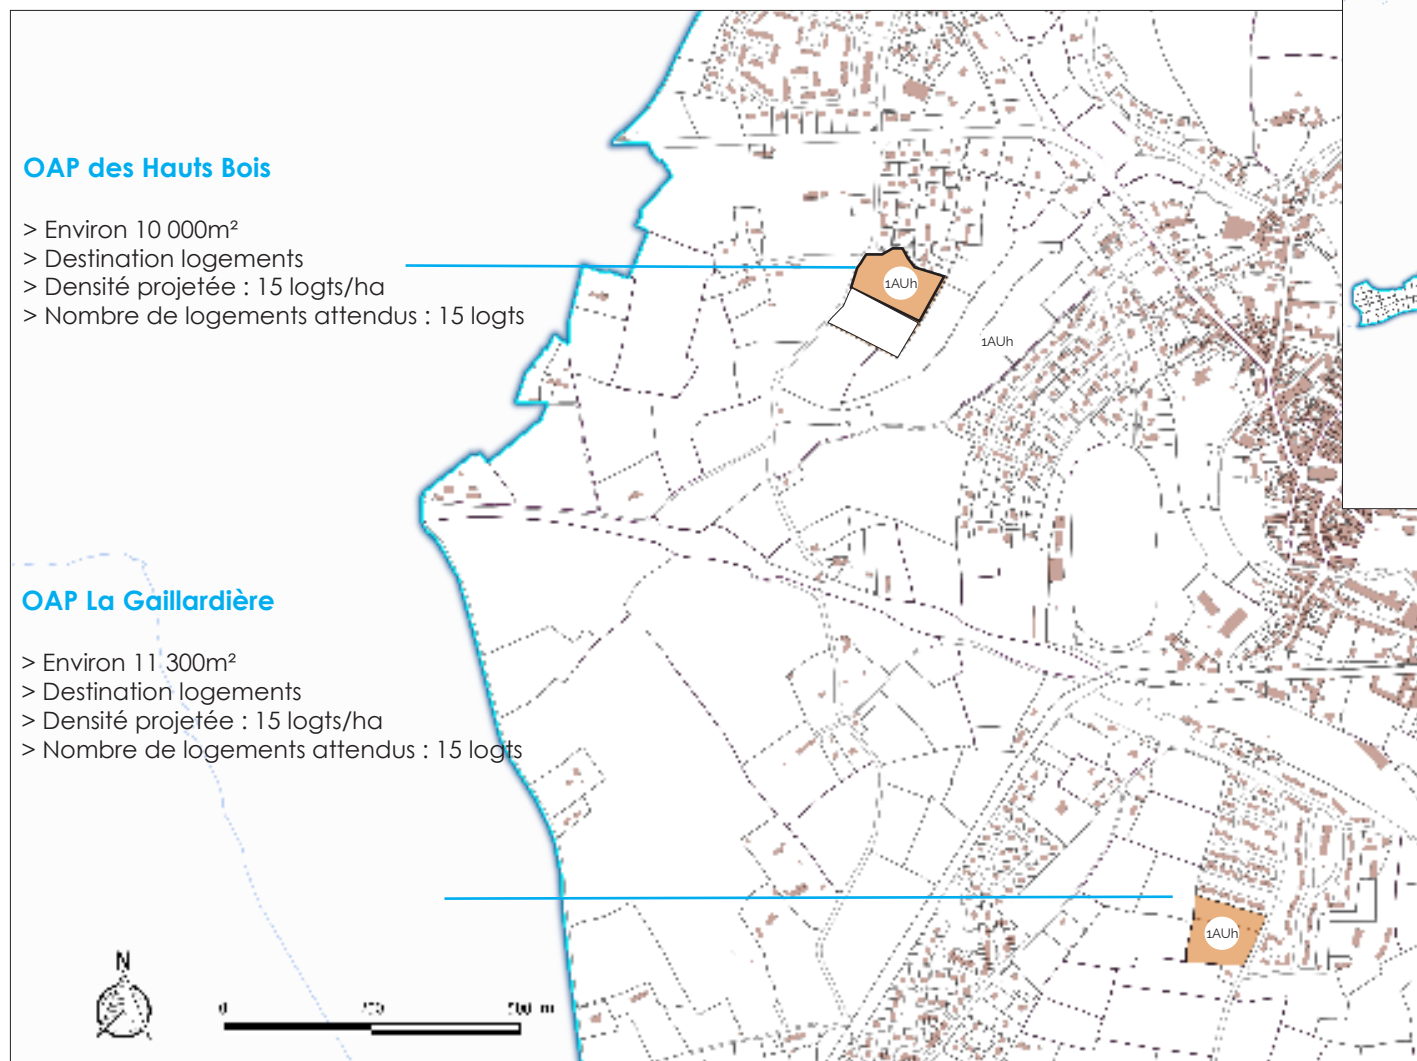 OAP des Hauts Bois
> Environ 10 000m²
> Destination logements
> Densité projetée : 15 logts/ha
> Nombre de logements attendus : 15 logts
1AUh
1AUh
OAP La Gaillardière
> Environ 11 300m²
> Destination logements
> Densité projetée : 15 logts/ha
> Nombre de logements attendus : 15 logts
1AUh
N
0 m